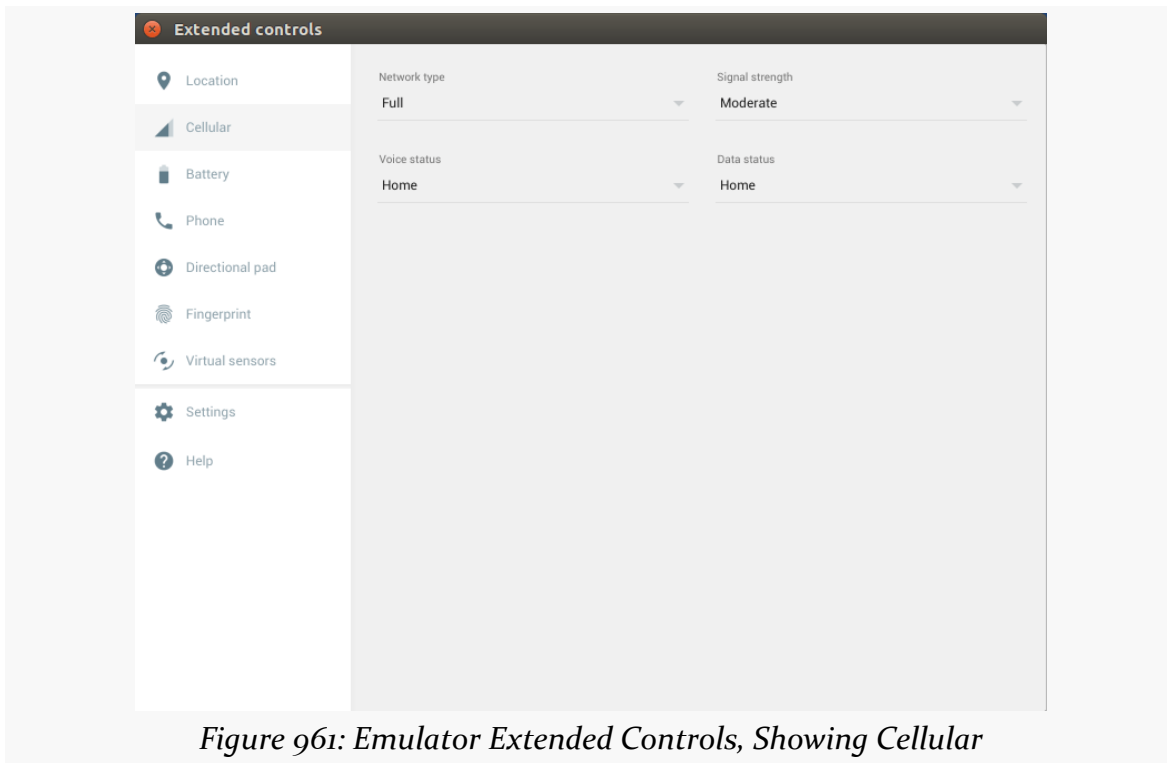 Extended controls
Location
Cellular
Battery
Phone
Directional pad
Fingerprint
Virtual sensors
Settings
Help
Network type
Full
Signal strength
Moderate
Voice status
Home
Data status
Home
Figure 961: Emulator Extended Controls, Showing Cellular